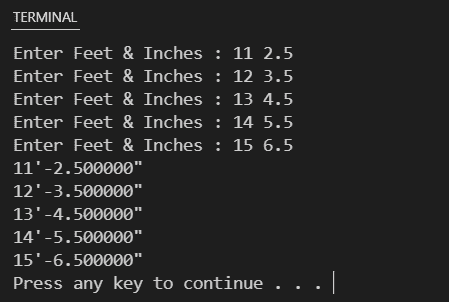 TERMINAL
Enter Feet & Inches : 11 2.5
Enter Feet & Inches : 12 3.5
Enter Feet & Inches : 13 4.5
Enter Feet & Inches : 14 5.5
Enter Feet & Inches : 15 6.5
11'-2.500000"
12'-3.500000"
13'-4.500000"
14'-5.500000"
15'-6.500000"
Press any key to continue . . .